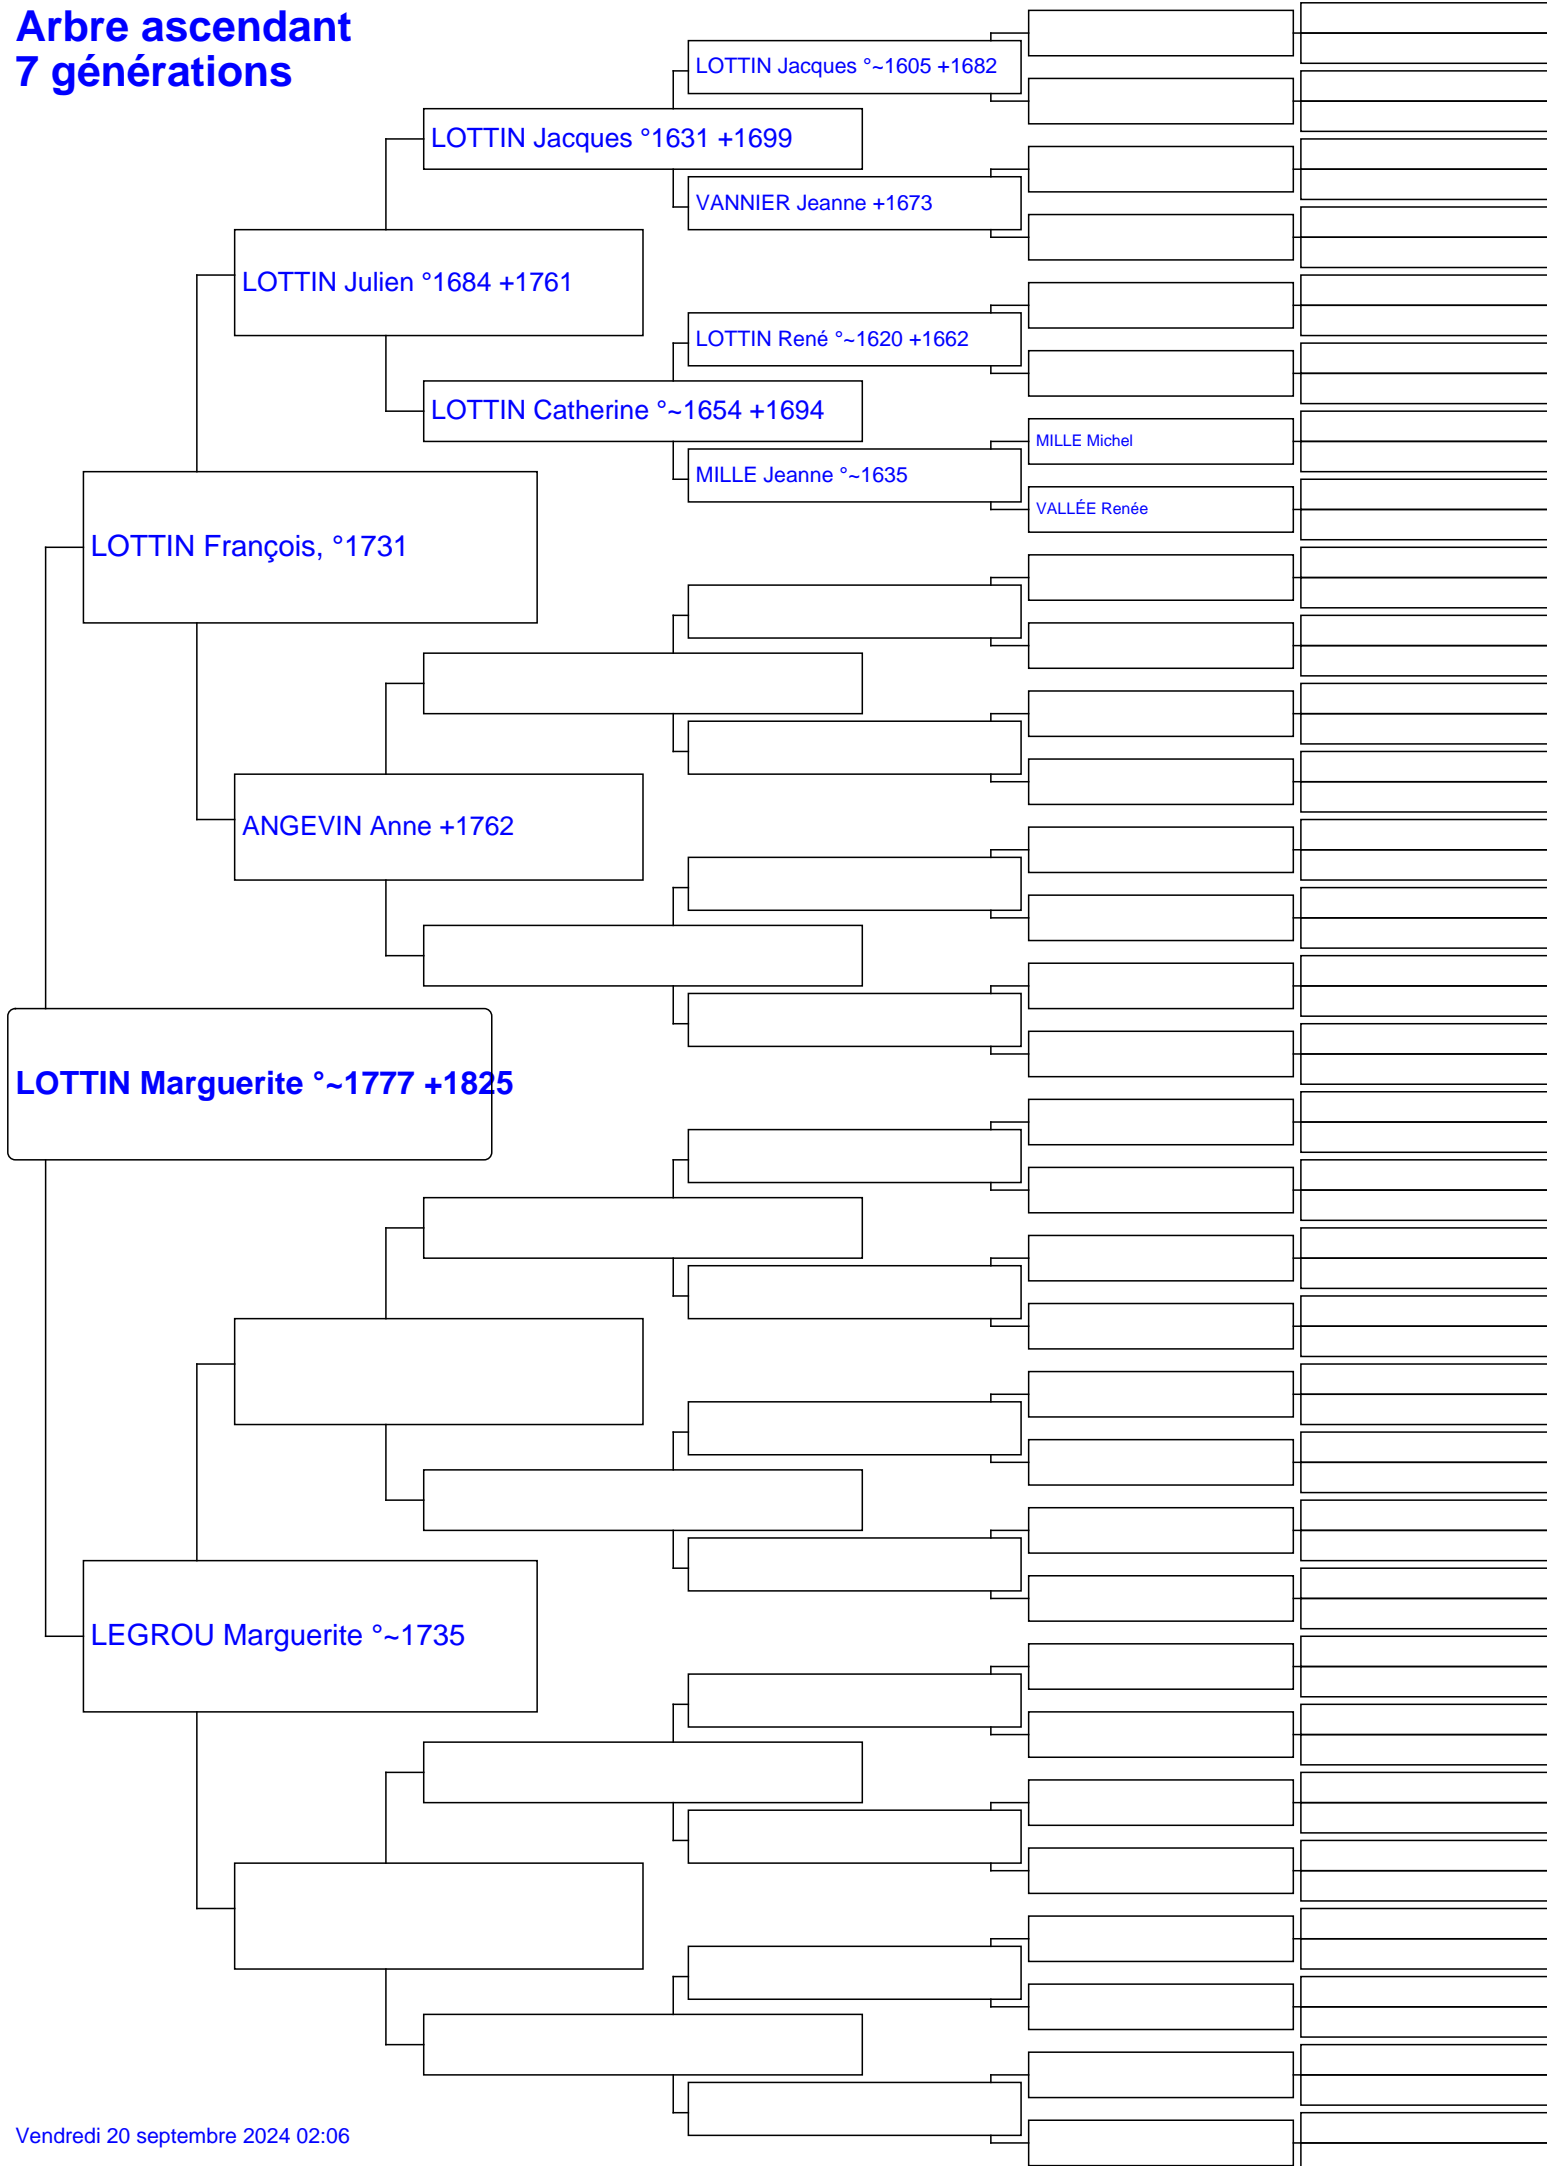 Arbre ascendant
7 générations
LOTTIN Jacques °~1605 +1682
LOTTIN Jacques °1631 +1699
VANNIER Jeanne +1673
LOTTIN Julien °1684 +1761
LOTTIN René °~1620 +1662
LOTTIN Catherine °~1654 +1694
MILLE Michel
MILLE Jeanne °~1635
VALLÉE Renée
LOTTIN François, °1731
ANGEVIN Anne +1762
LOTTIN Marguerite °~1777 +1825
LEGROU Marguerite °~1735
Vendredi 20 septembre 2024 02:06